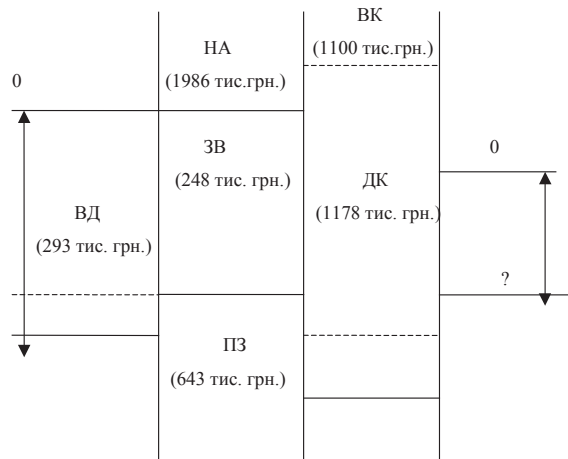 ВК
НА
(1100 тис.грн.)
0
(1986 тис.грн.)
ЗВ
0
(248 тис. грн.)
ДК
(1178 тис. грн.)
ВД
(293 тис. грн.)
?
ПЗ
(643 тис. грн.)